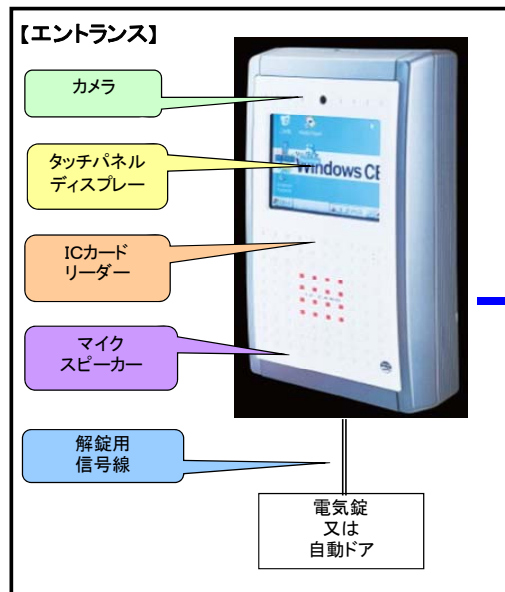 【エントランス】
カメラ
タッチパネル
ディスプレー
ICカード
リーダー
マイク
スピーカー
解錠用
信号線
Windows CE
電気錠
又は
自動ドア